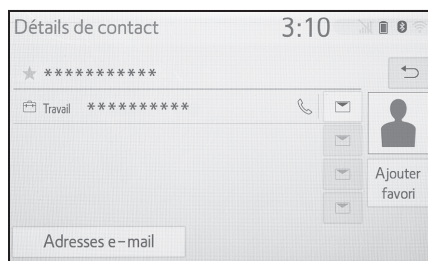 Détails de contact 3:10
***********
Travail **********
Ajouter
favori
Adresses e-mail